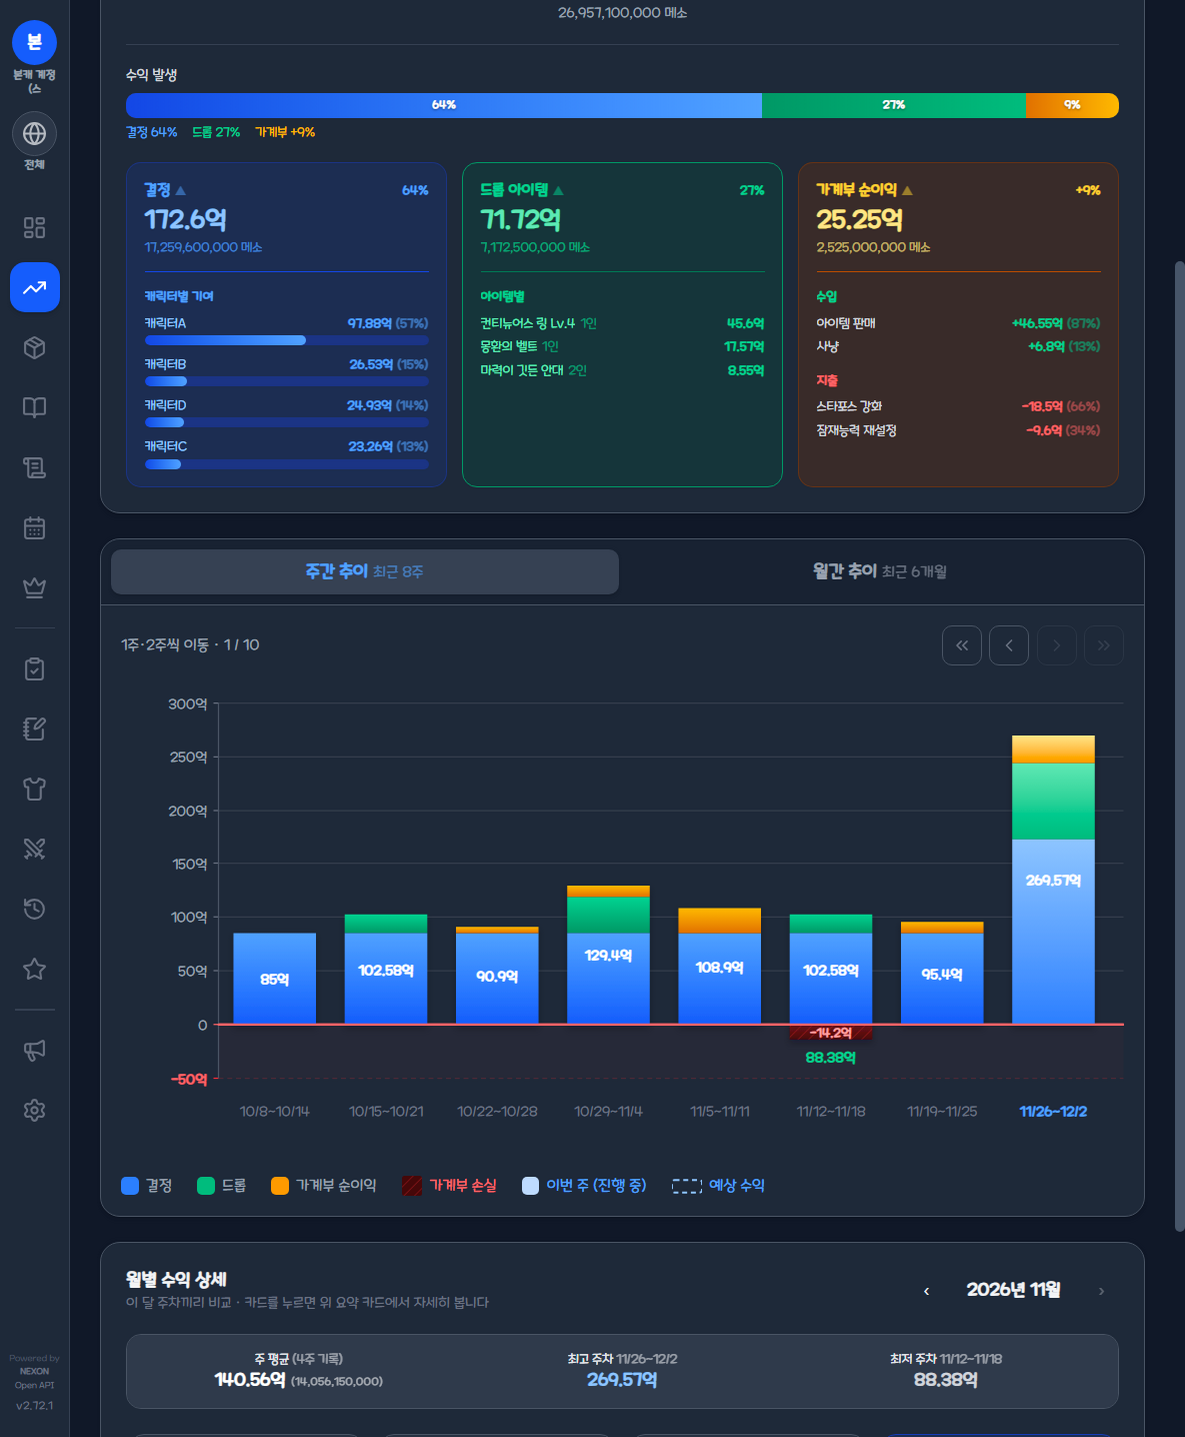 본
본캐 계정
(스
전체
Powered by
NEXON
Open API
v2.72.1
26,957,100,000 메소
수익 발생
64%
27%
9%
결정 64% 드롭 27% 가계부 +9%
결정 ▲ 64%
172.6억
17,259,600,000 메소
캐릭터별 기여
캐릭터A 97.88억 (57%)
캐릭터B 26.53억 (15%)
캐릭터D 24.93억 (14%)
캐릭터C 23.26억 (13%)
드롭 아이템 ▲ 27%
71.72억
7,172,500,000 메소
아이템별
컨티뉴어스 링 Lv.4 1인 45.6억
몽환의 벨트 1인 17.57억
마력이 깃든 안대 2인 8.55억
가계부 순이익 ▲ +9%
25.25억
2,525,000,000 메소
수입
아이템 판매 +46.55억 (87%)
사냥 +6.8억 (13%)
지출
스타포스 강화 -18.5억 (66%)
잠재능력 재설정 -9.6억 (34%)
주간 추이 최근 8주
월간 추이 최근 6개월
1주·2주씩 이동 · 1 / 10
300억
250억
200억
150억
100억
50억
0
-50억
85억
102.58억
90.9억
129.4억
108.9억
102.58억
95.4억
269.57억
-14.2억
88.38억
10/8~10/14
10/15~10/21
10/22~10/28
10/29~11/4
11/5~11/11
11/12~11/18
11/19~11/25
11/26~12/2
결정 드롭 가계부 순이익 가계부 손실 이번 주 (진행 중) 예상 수익
월별 수익 상세
이 달 주차끼리 비교 · 카드를 누르면 위 요약 카드에서 자세히 봅니다
‹ 2026년 11월 ›
주 평균 (4주 기록)
140.56억 (14,056,150,000)
최고 주차 11/26~12/2
269.57억
최저 주차 11/12~11/18
88.38억